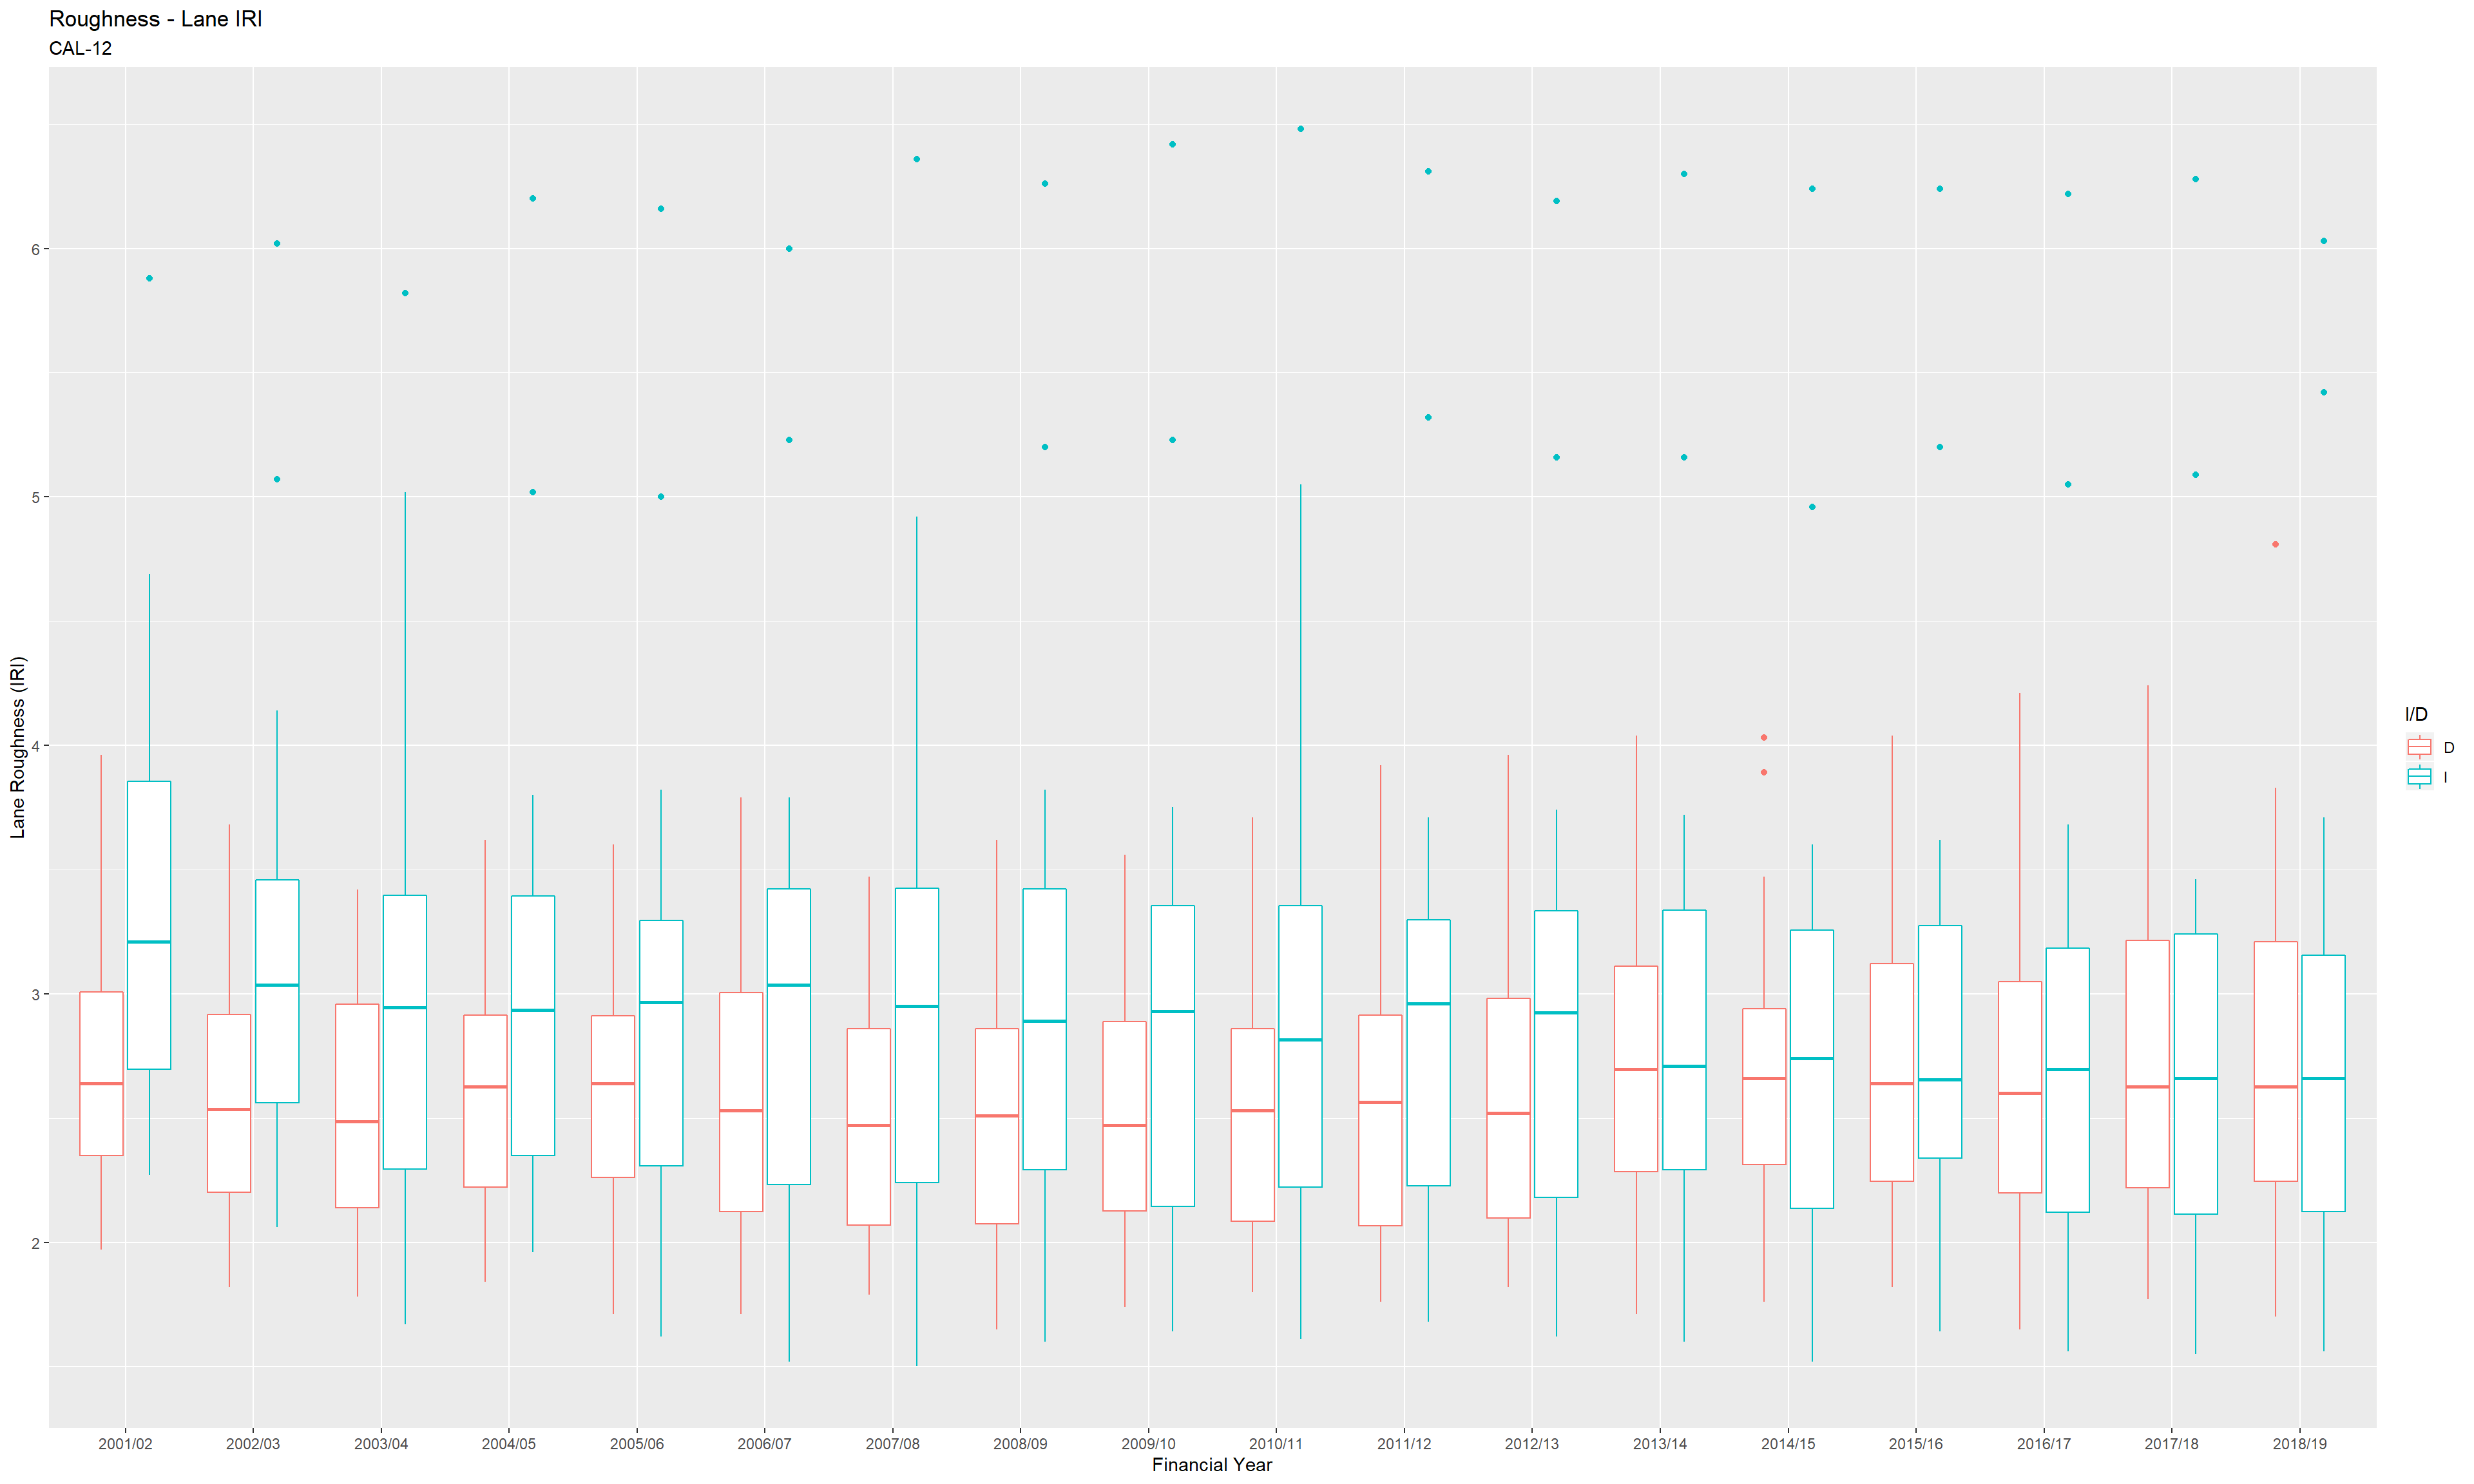 Roughness - Lane IRI
CAL-12
Lane Roughness (IRI)
6
5
4
3
2
2001/02 2002/03 2003/04 2004/05 2005/06 2006/07 2007/08 2008/09 2009/10 2010/11 2011/12 2012/13 2013/14 2014/15 2015/16 2016/17 2017/18 2018/19
Financial Year
I/D
D
I